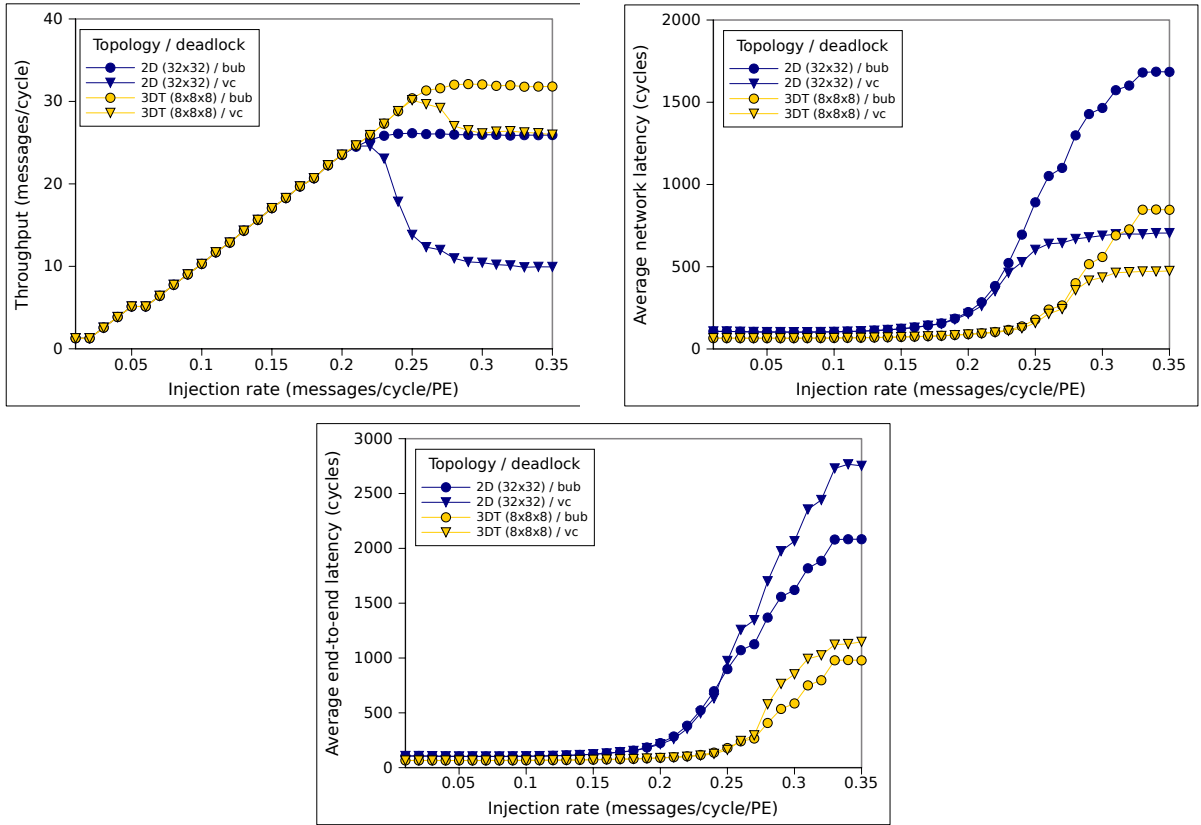 Throughput (messages/cycle)
40
30
20
10
0
Topology / deadlock
2D (32x32) / bub
2D (32x32) / vc
3DT (8x8x8) / bub
3DT (8x8x8) / vc
0.05 0.1 0.15 0.2 0.25 0.3 0.35
Injection rate (messages/cycle/PE)
Average network latency (cycles)
2000
1500
1000
500
0
Topology / deadlock
2D (32x32) / bub
2D (32x32) / vc
3DT (8x8x8) / bub
3DT (8x8x8) / vc
0.05 0.1 0.15 0.2 0.25 0.3 0.35
Injection rate (messages/cycle/PE)
Average end-to-end latency (cycles)
3000
2500
2000
1500
1000
500
0
Topology / deadlock
2D (32x32) / bub
2D (32x32) / vc
3DT (8x8x8) / bub
3DT (8x8x8) / vc
0.05 0.1 0.15 0.2 0.25 0.3 0.35
Injection rate (messages/cycle/PE)